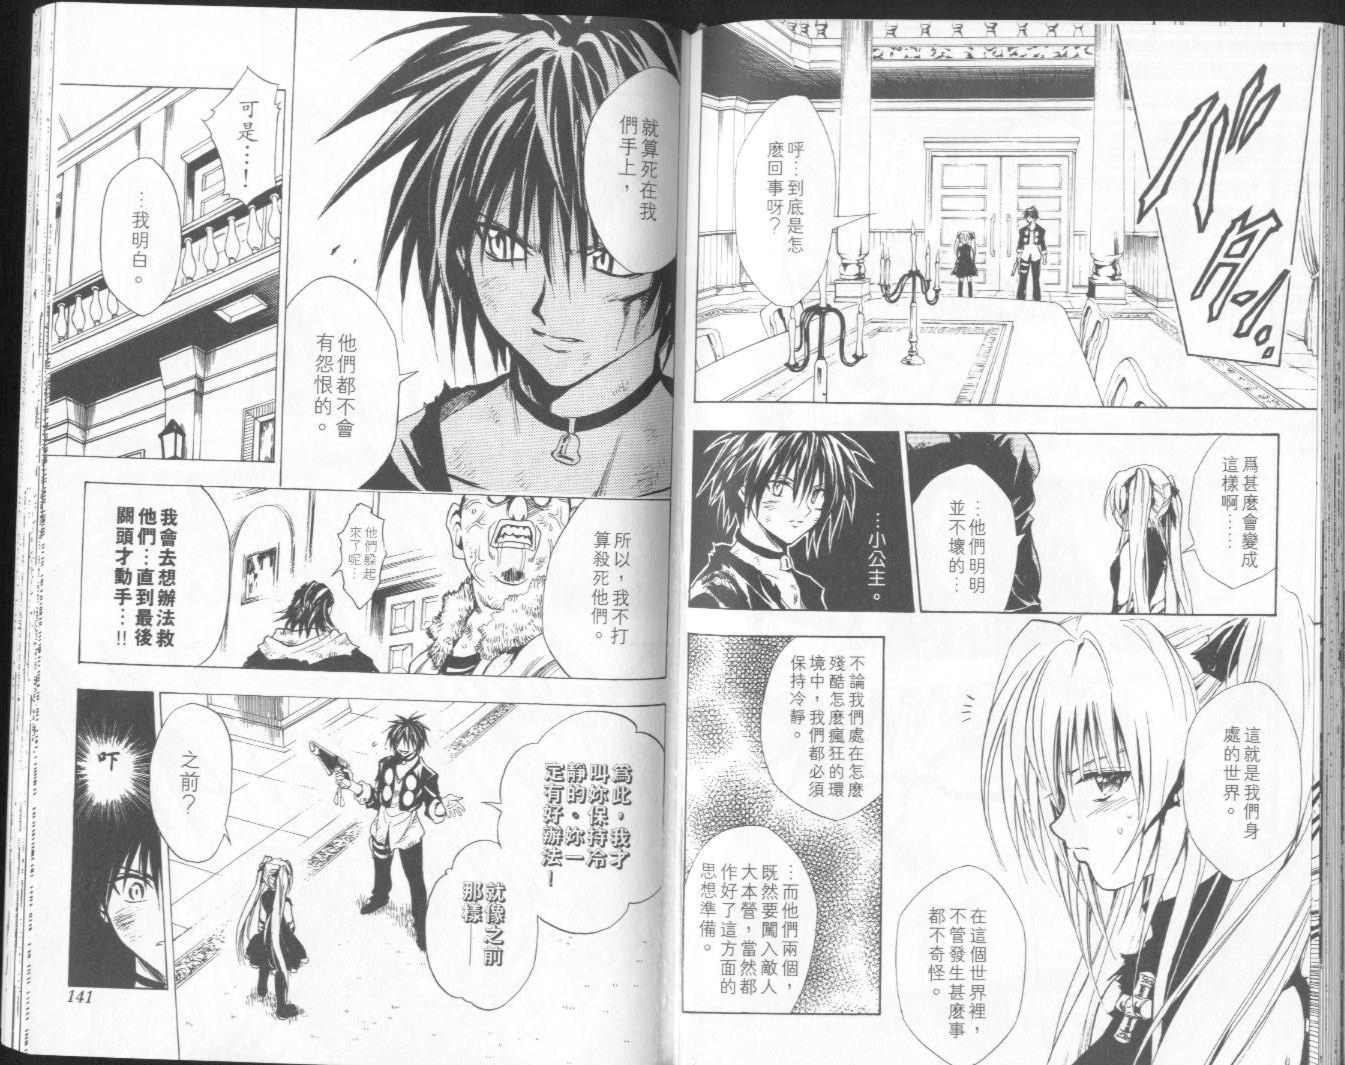 バタン。
呼…到底是怎
麼回事呀？
爲甚麼會變成
這樣啊……
…他們明明
並不壞的…
…小公主。
這就是我們身
處的世界。
不論我們處在怎麼
殘酷怎麼瘋狂的環
境中，我們都必須
保持冷靜。
在這個世界裡，
不管發生甚麼事
都不奇怪。
…而他們兩個，
既然要闖入敵人
大本營，當然都
作好了這方面的
思想準備。
就算死在我
們手上，
他們都不會
有怨恨的。
可是…！
…我明白。
所以，我不打
算殺死他們。
他們躲起
來了呢…
我會去想辦法救
他們…直到最後
關頭才動手…!!
爲此，我才
叫妳保持冷
靜的。妳一
定有好辦法！
就像之前
那樣——
之前？
吓
141